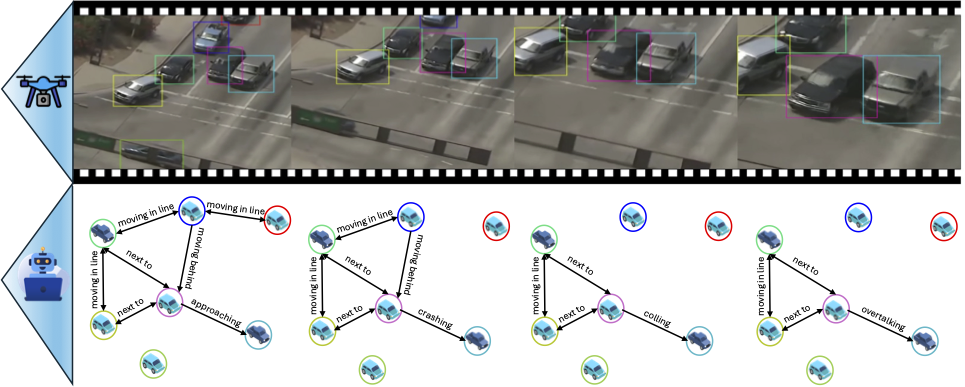 moving in line
moving in line
moving behind
moving in line
next to
next to
approaching
moving in line
moving behind
moving in line
next to
next to
crashing
moving in line
next to
next to
colling
moving in line
next to
next to
overtalking